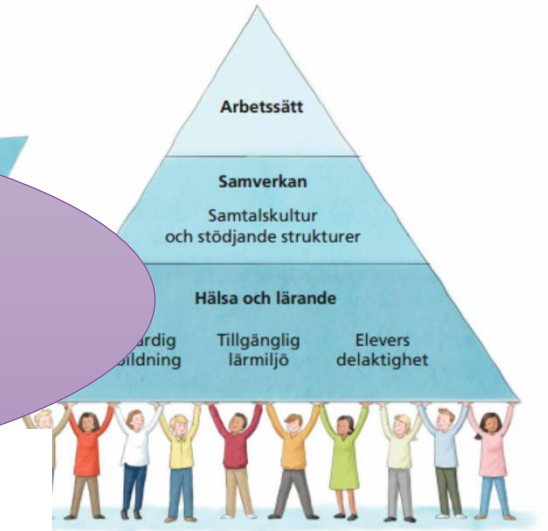 Arbetssätt
Samverkan
Samtalskultur
och stödjande strukturer
Hälsa och lärande
Tillgänglig
lärmiljö
Elevers
delaktighet